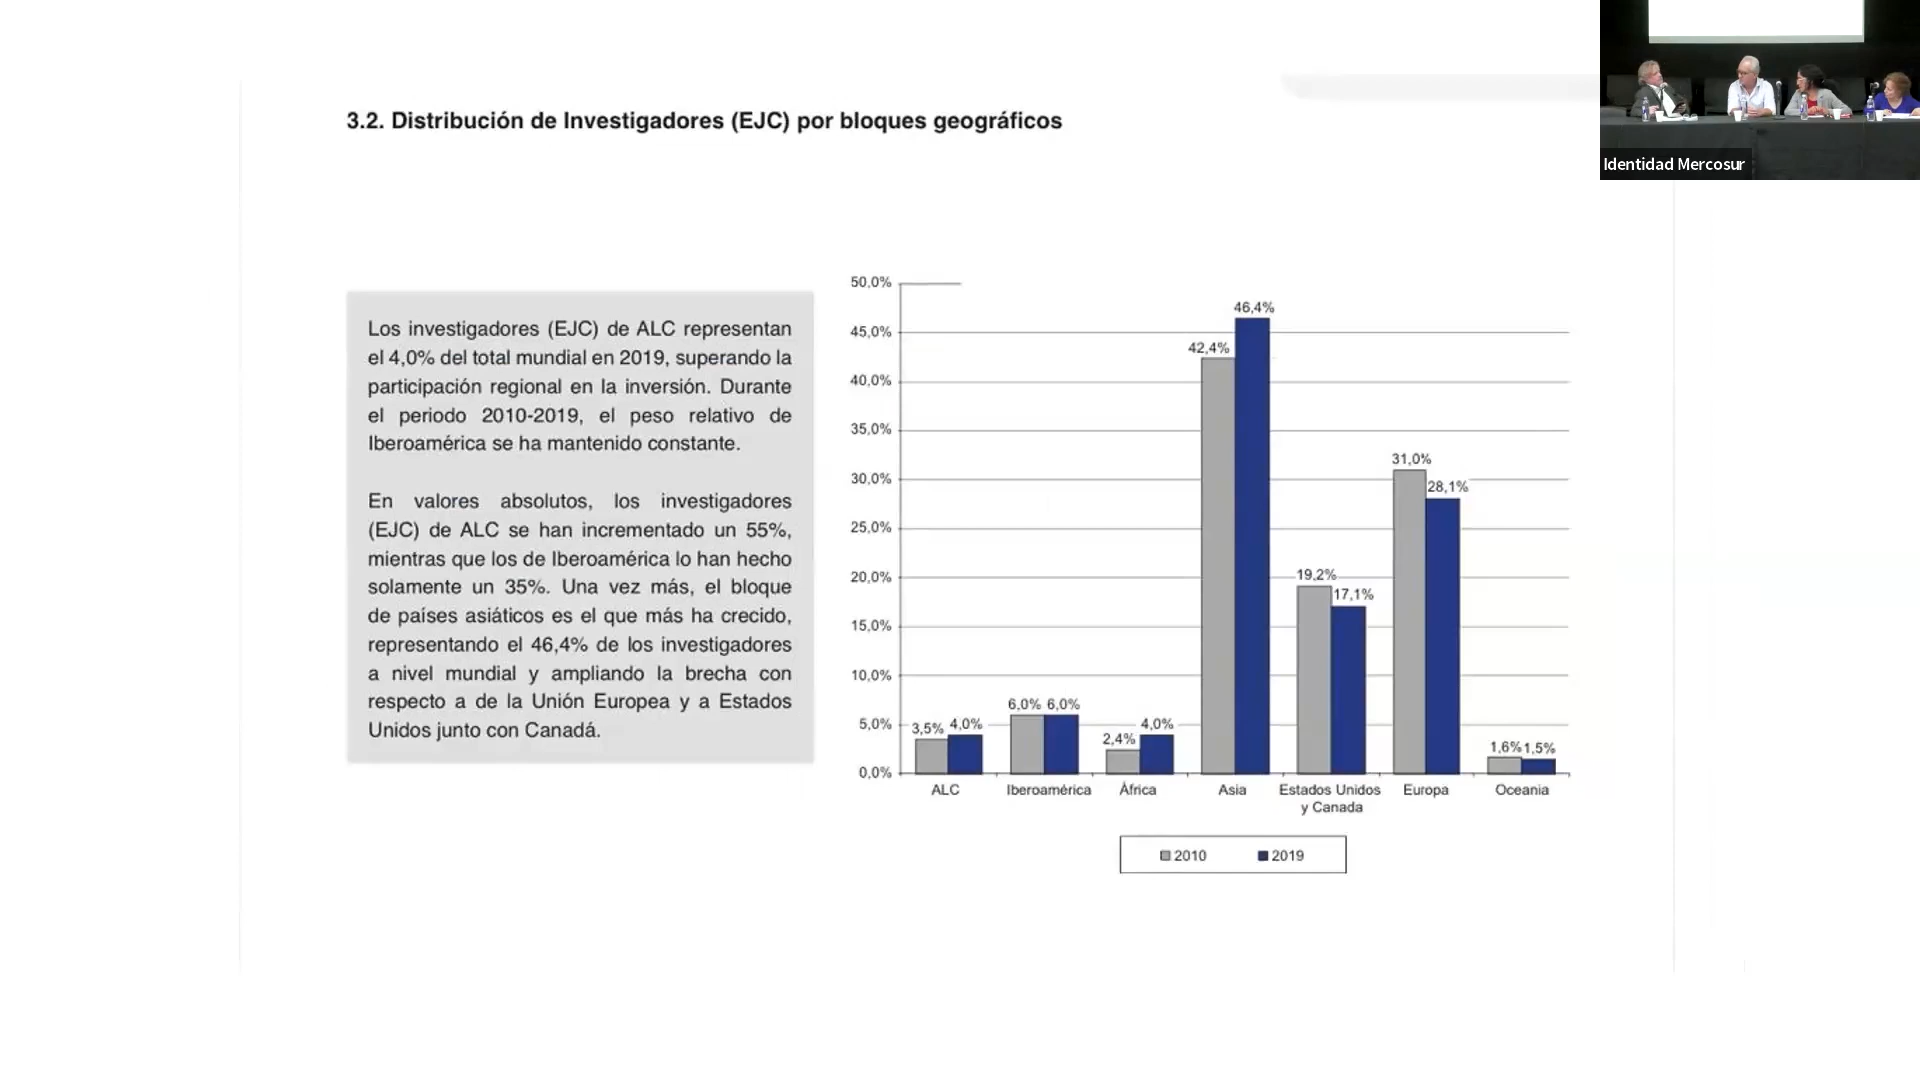 3.2. Distribución de Investigadores (EJC) por bloques geográficos
Identidad Mercosur
Los investigadores (EJC) de ALC representan
el 4,0% del total mundial en 2019, superando la
participación regional en la inversión. Durante
el periodo 2010-2019, el peso relativo de
Iberoamérica se ha mantenido constante.
En valores absolutos, los investigadores
(EJC) de ALC se han incrementado un 55%,
mientras que los de Iberoamérica lo han hecho
solamente un 35%. Una vez más, el bloque
de países asiáticos es el que más ha crecido,
representando el 46,4% de los investigadores
a nivel mundial y ampliando la brecha con
respecto a de la Unión Europea y a Estados
Unidos junto con Canadá.
50,0%
45,0%
40,0%
35,0%
30,0%
25,0%
20,0%
15,0%
10,0%
5,0%
0,0%
3,5% 4,0%
6,0% 6,0%
2,4% 4,0%
42,4% 46,4%
19,2% 17,1%
31,0% 28,1%
1,6% 1,5%
ALC
Iberoamérica
África
Asia
Estados Unidos
y Canada
Europa
Oceania
2010 2019